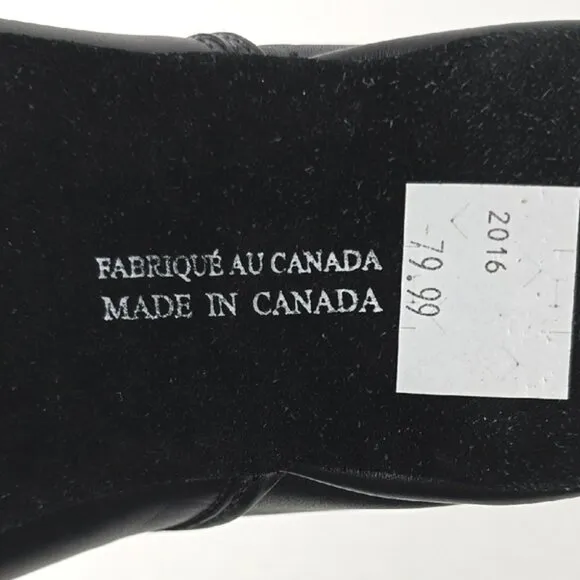 FABRIQUÉ AU CANADA
MADE IN CANADA
2016
79.99